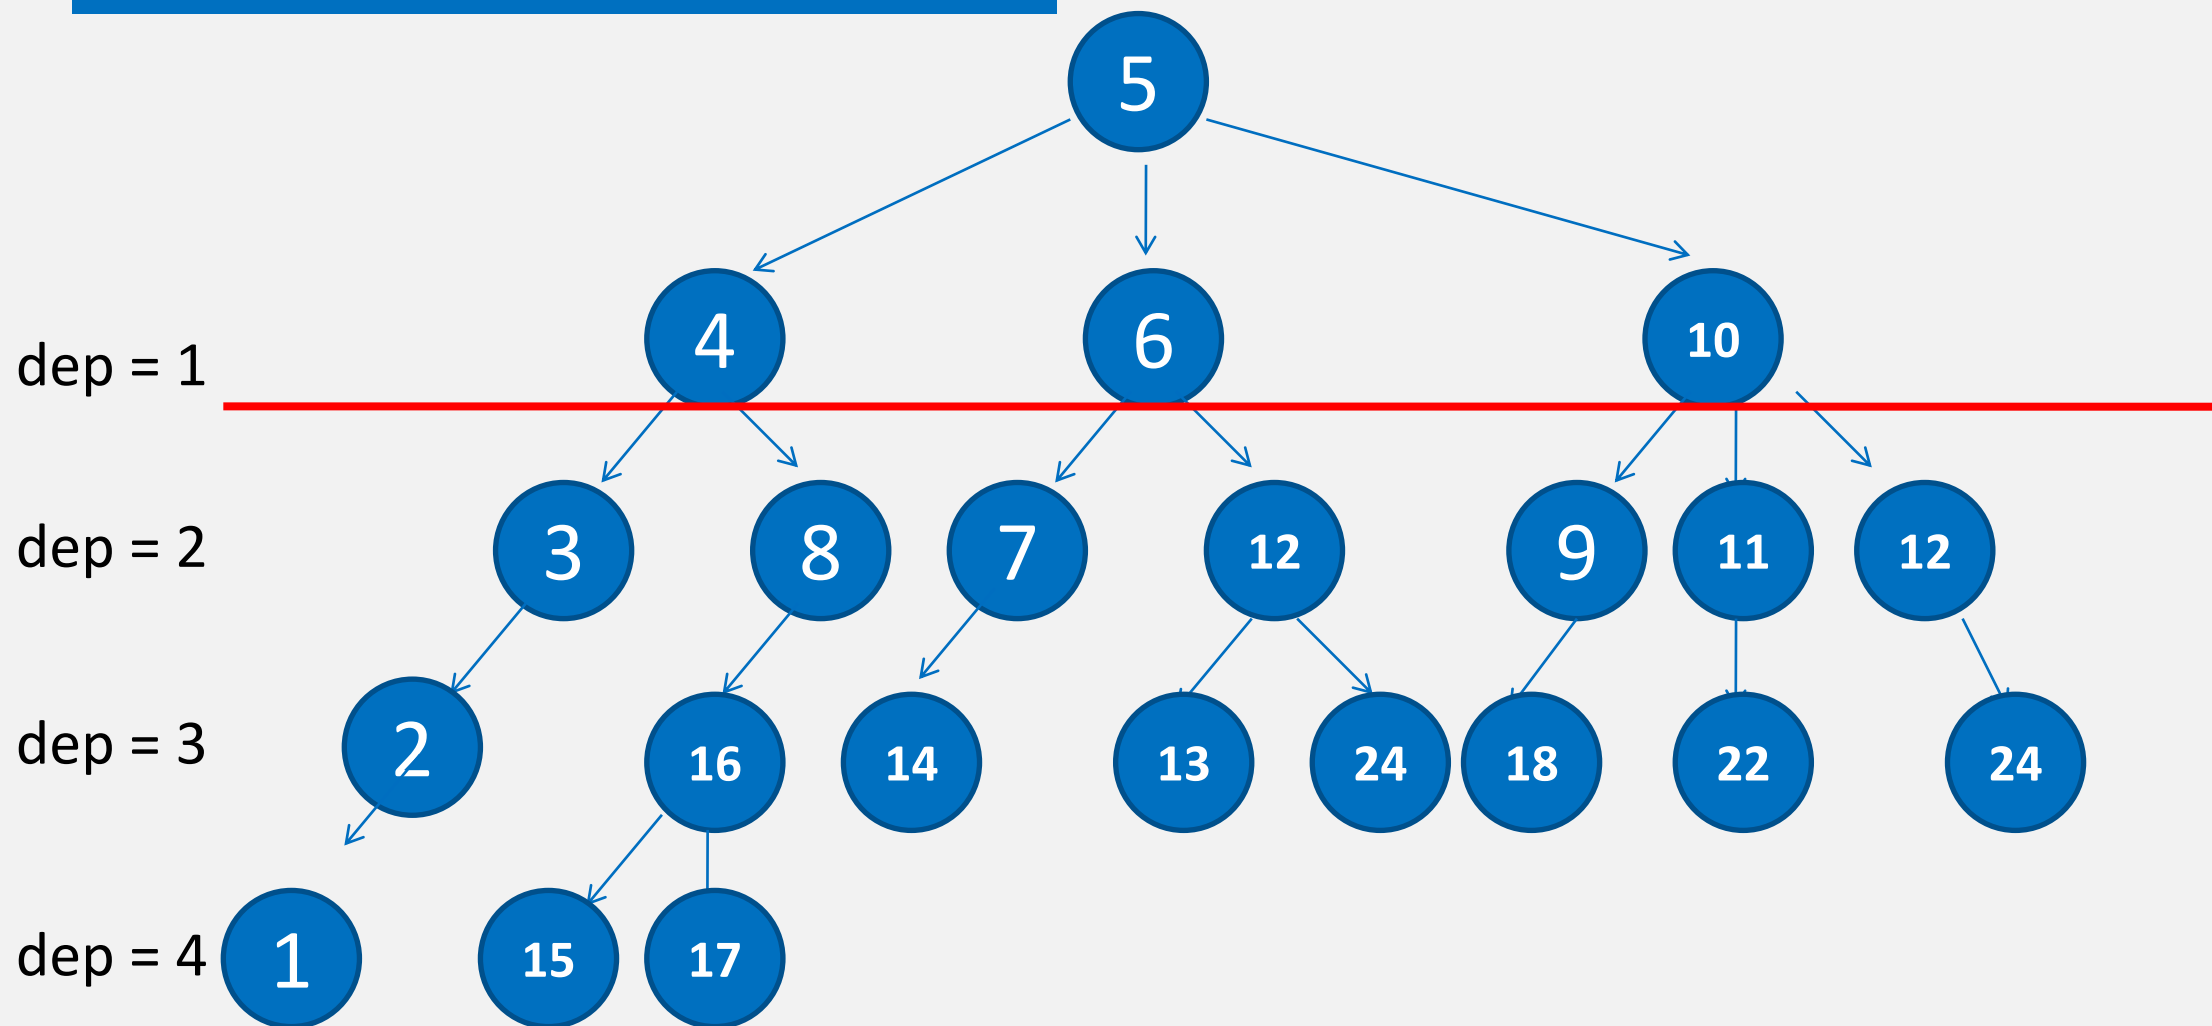 5
4 6 10
dep = 1
3 8 7 12 9 11 12
dep = 2
2 16 14 13 24 18 22 24
dep = 3
1 15 17
dep = 4